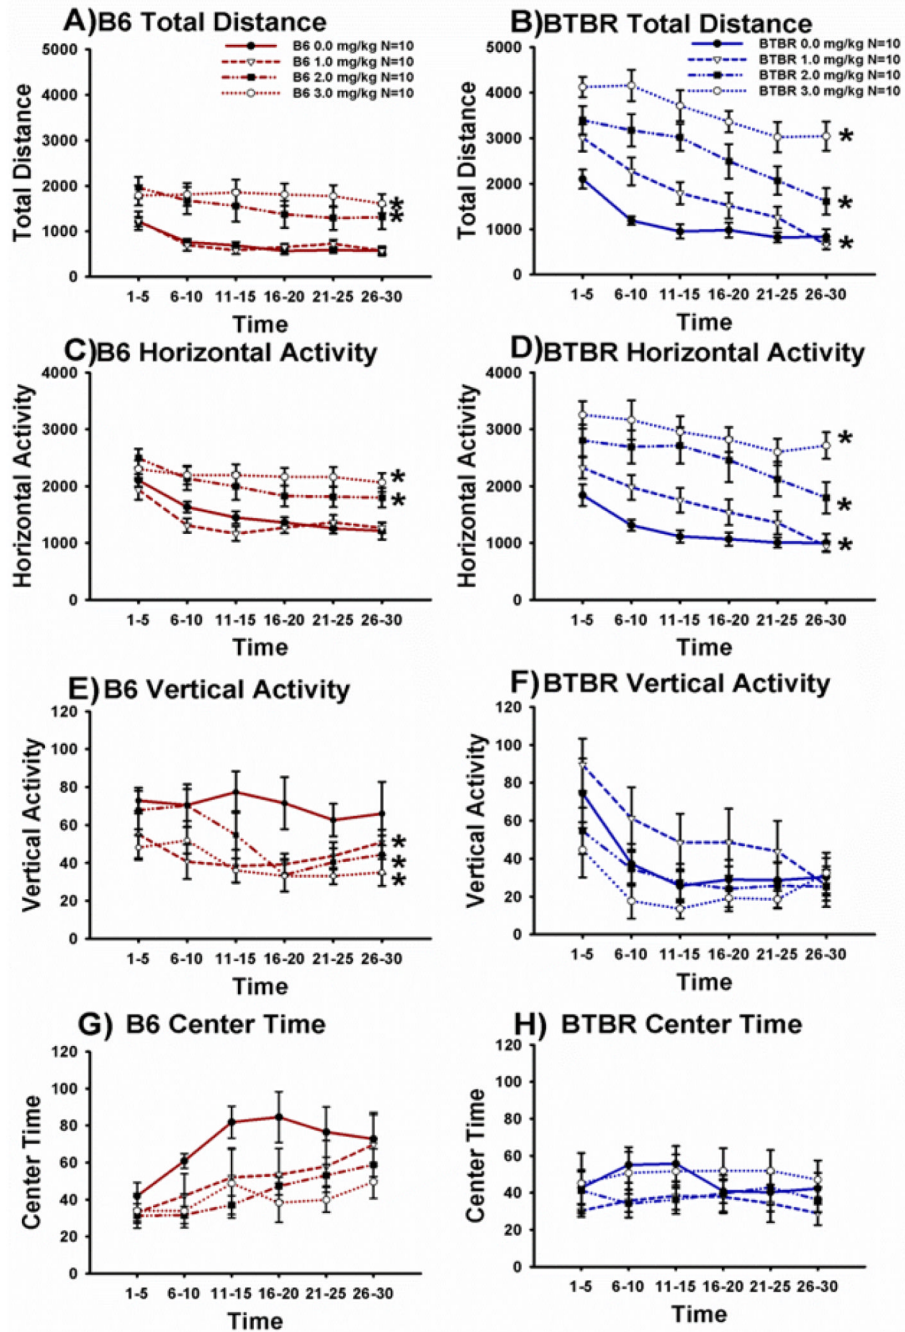 A) B6 Total Distance
B6 0.0 mg/kg N=10
B6 1.0 mg/kg N=10
B6 2.0 mg/kg N=10
B6 3.0 mg/kg N=10
Total Distance
5000
4000
3000
2000
1000
0
*
*
1-5 6-10 11-15 16-20 21-25 26-30
Time
B) BTBR Total Distance
BTBR 0.0 mg/kg N=10
BTBR 1.0 mg/kg N=10
BTBR 2.0 mg/kg N=10
BTBR 3.0 mg/kg N=10
Total Distance
5000
4000
3000
2000
1000
0
*
*
*
1-5 6-10 11-15 16-20 21-25 26-30
Time
C) B6 Horizontal Activity
Horizontal Activity
4000
3000
2000
1000
0
*
*
1-5 6-10 11-15 16-20 21-25 26-30
Time
D) BTBR Horizontal Activity
Horizontal Activity
4000
3000
2000
1000
0
*
*
*
1-5 6-10 11-15 16-20 21-25 26-30
Time
E) B6 Vertical Activity
Vertical Activity
120
100
80
60
40
20
0
*
*
*
1-5 6-10 11-15 16-20 21-25 26-30
Time
F) BTBR Vertical Activity
Vertical Activity
120
100
80
60
40
20
0
1-5 6-10 11-15 16-20 21-25 26-30
Time
G) B6 Center Time
Center Time
120
100
80
60
40
20
0
1-5 6-10 11-15 16-20 21-25 26-30
Time
H) BTBR Center Time
Center Time
120
100
80
60
40
20
0
1-5 6-10 11-15 16-20 21-25 26-30
Time